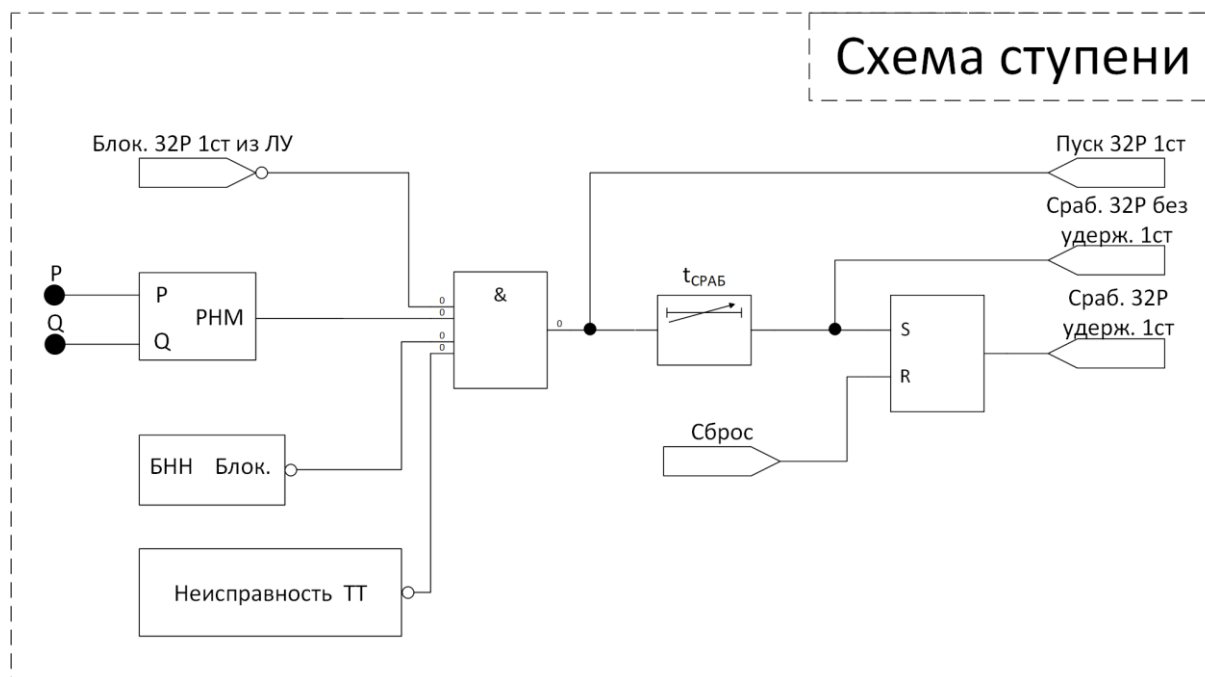 Схема ступени
Блок. 32Р 1ст из ЛУ
Пуск 32Р 1ст
Сраб. 32Р без
удерж. 1ст
P
Q
P
Q
РНМ
&
0
0
0
0
0
tСРАБ
Сраб. 32Р
удерж. 1ст
S
R
Сброс
БНН Блок.
Неисправность ТТ